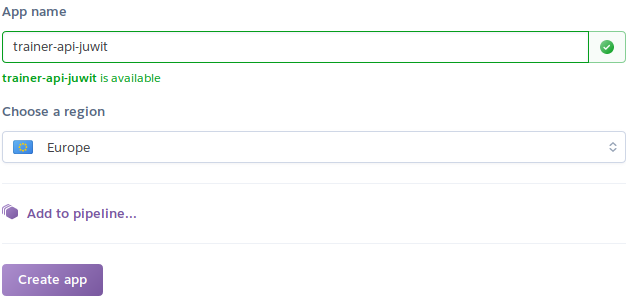 App name
trainer-api-juwit
trainer-api-juwit is available
Choose a region
Europe
Add to pipeline...
Create app